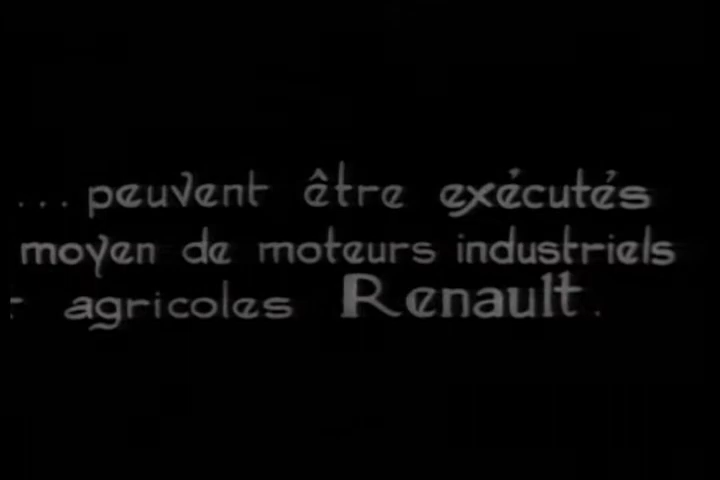 ... peuvent être exécutés
moyen de moteurs industriels
agricoles Renault.